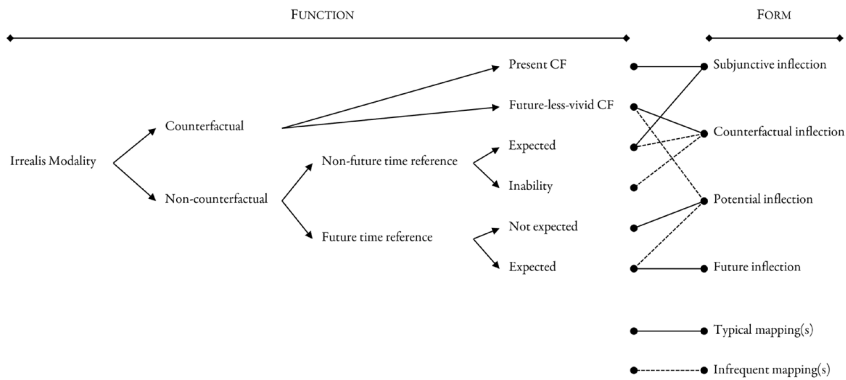 FUNCTION
FORM
Present CF
Subjunctive inflection
Future-less-vivid CF
Counterfactual
Counterfactual inflection
Expected
Irrealis Modality
Non-future time reference
Inability
Non-counterfactual
Potential inflection
Not expected
Future time reference
Expected
Future inflection
Typical mapping(s)
Infrequent mapping(s)